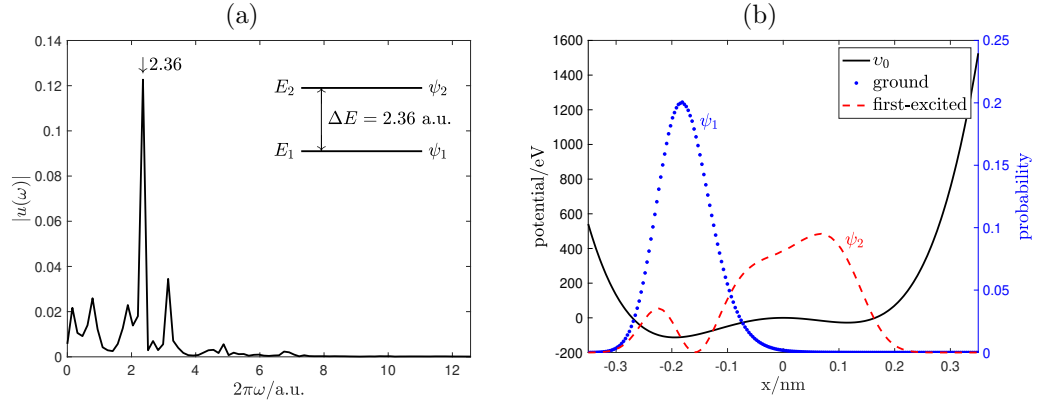 (a)
0.14
0.12
0.1
0.08
0.06
0.04
0.02
0
|u(ω)|
↓2.36
E₂ ψ₂
ΔE = 2.36 a.u.
E₁ ψ₁
0 2 4 6 8 10 12
2πω/a.u.
(b)
1600
1400
1200
1000
800
600
400
200
0
-200
potential/eV
υ₀
ground
first-excited
ψ₁
ψ₂
0.25
0.2
0.15
0.1
0.05
0
probability
-0.3 -0.2 -0.1 0 0.1 0.2 0.3
x/nm